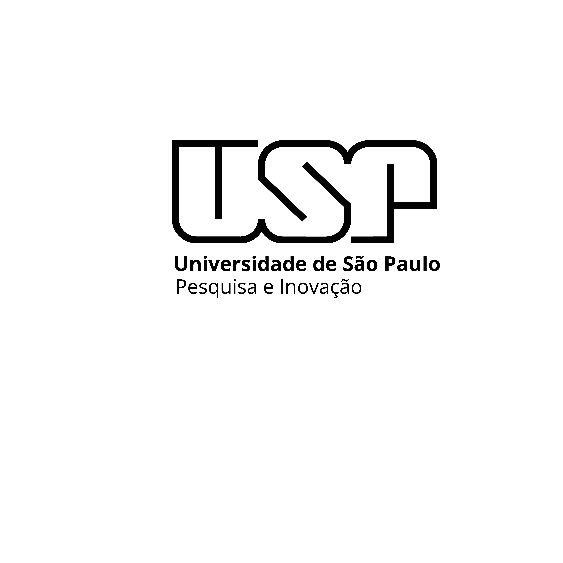 USP
Universidade de São Paulo
Pesquisa e Inovação